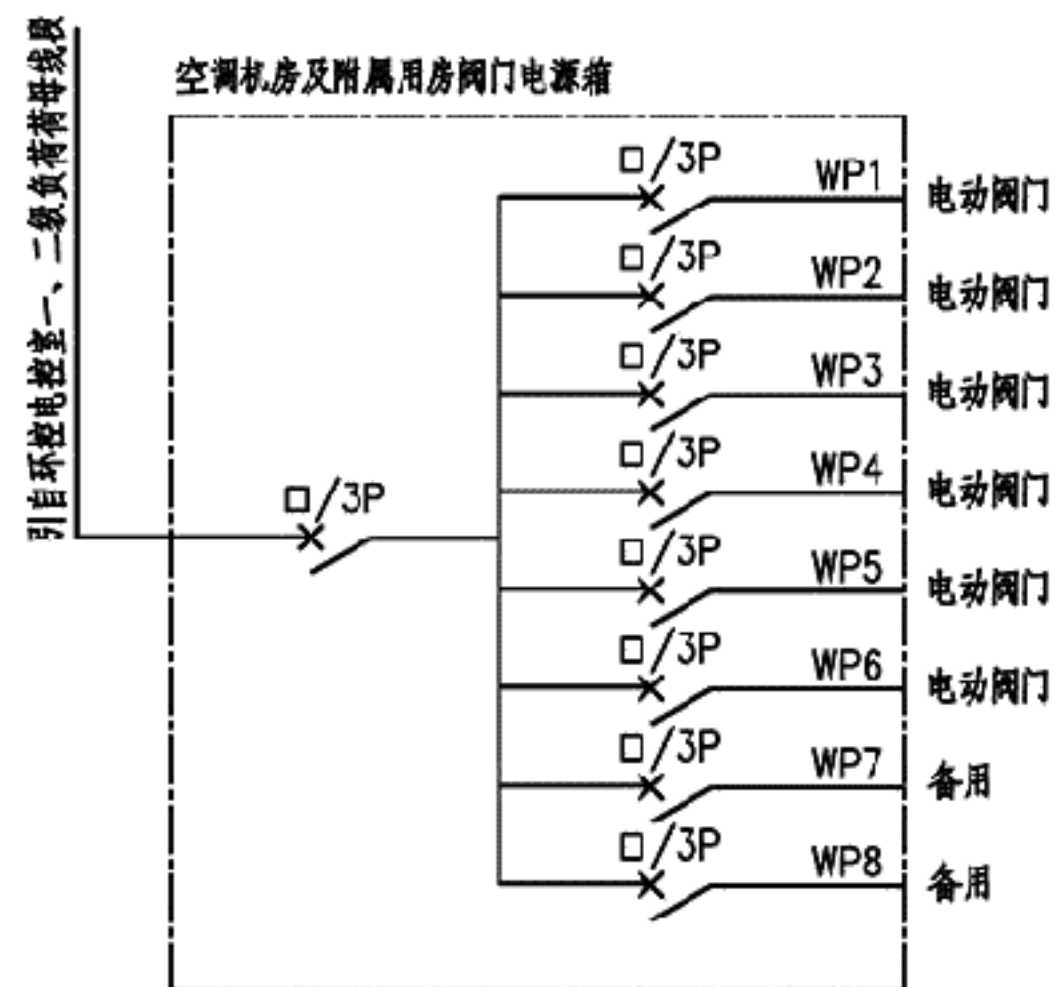 引自环控电控室一、二级负荷荷母线段
空调机房及附属用房阀门电源箱
□/3P
□/3P WP1 电动阀门
□/3P WP2 电动阀门
□/3P WP3 电动阀门
□/3P WP4 电动阀门
□/3P WP5 电动阀门
□/3P WP6 电动阀门
□/3P WP7 备用
□/3P WP8 备用